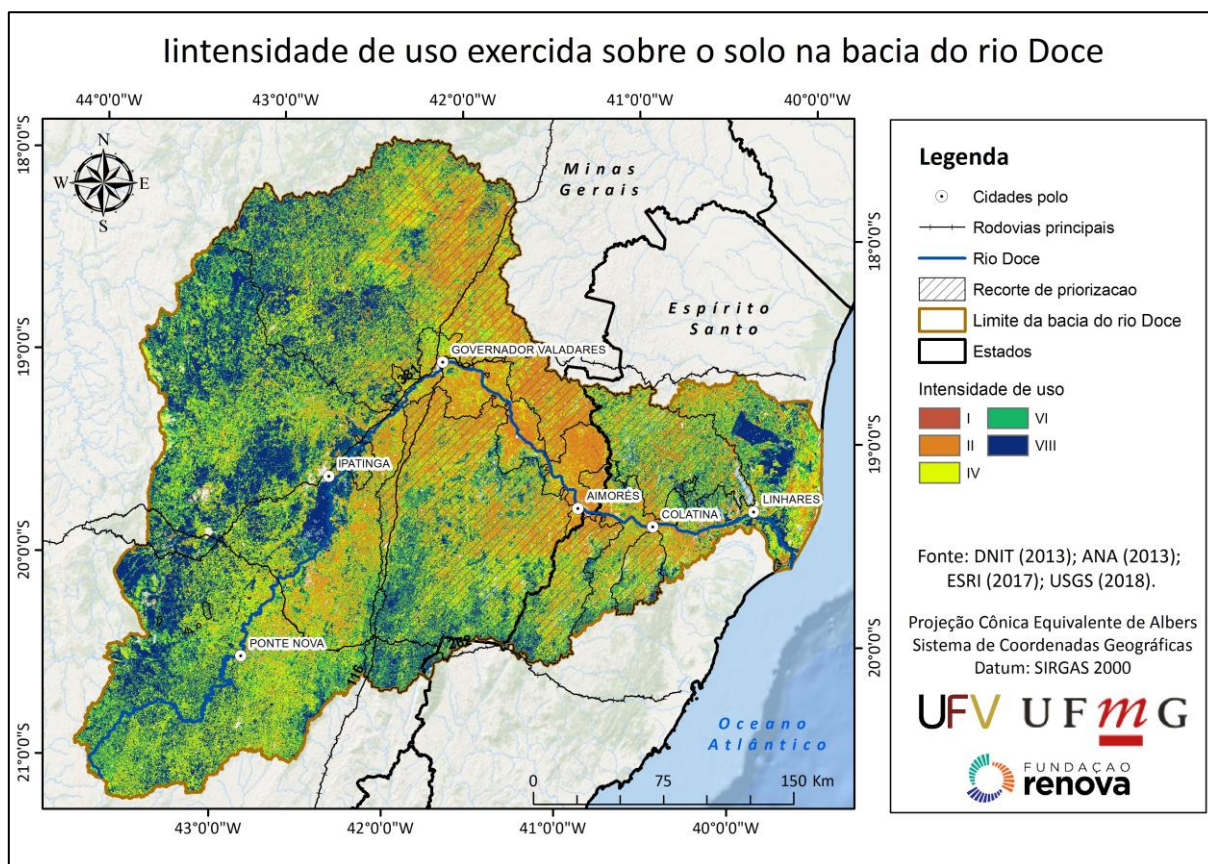 Iintensidade de uso exercida sobre o solo na bacia do rio Doce
44°0'0"W
43°0'0"W
42°0'0"W
41°0'0"W
40°0'0"W
18°0'0"S
19°0'0"S
20°0'0"S
21°0'0"S
N
W
E
S
Minas
Gerais
Espírito
Santo
GOVERNADOR VALADARES
381
IPATINGA
AIMORÉS
COLATINA
LINHARES
PONTE NOVA
116
262
Oceano
Atlântico
0
75
150 Km
18°0'0"S
19°0'0"S
20°0'0"S
43°0'0"W
42°0'0"W
41°0'0"W
40°0'0"W
Legenda
Cidades polo
Rodovias principais
Rio Doce
Recorte de priorizacao
Limite da bacia do rio Doce
Estados
Intensidade de uso
I
VI
II
VIII
IV
Fonte: DNIT (2013); ANA (2013);
ESRI (2017); USGS (2018).
Projeção Cônica Equivalente de Albers
Sistema de Coordenadas Geográficas
Datum: SIRGAS 2000
UFV
UFmG
FUNDAÇÃO
renova